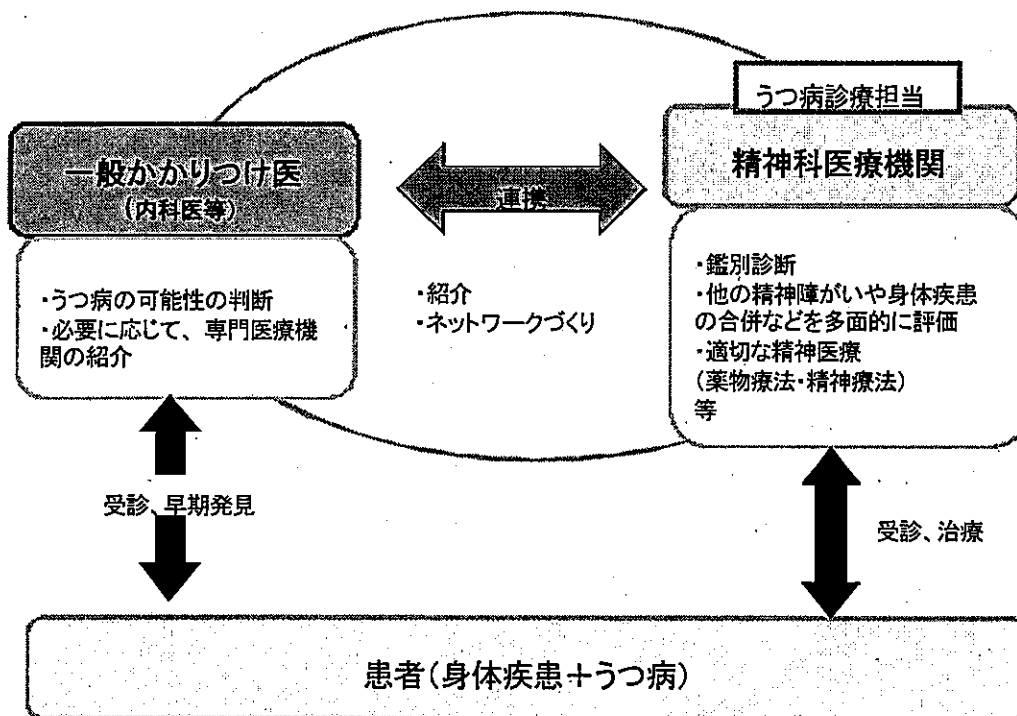 うつ病診療担当
一般かかりつけ医
(内科医等)
精神科医療機関
連携
・うつ病の可能性の判断
・必要に応じて、専門医療機
関の紹介
・紹介
・ネットワークづくり
・鑑別診断
・他の精神障がいや身体疾患
の合併などを多面的に評価
・適切な精神医療
(薬物療法・精神療法)
等
受診、早期発見
受診、治療
患者(身体疾患+うつ病)